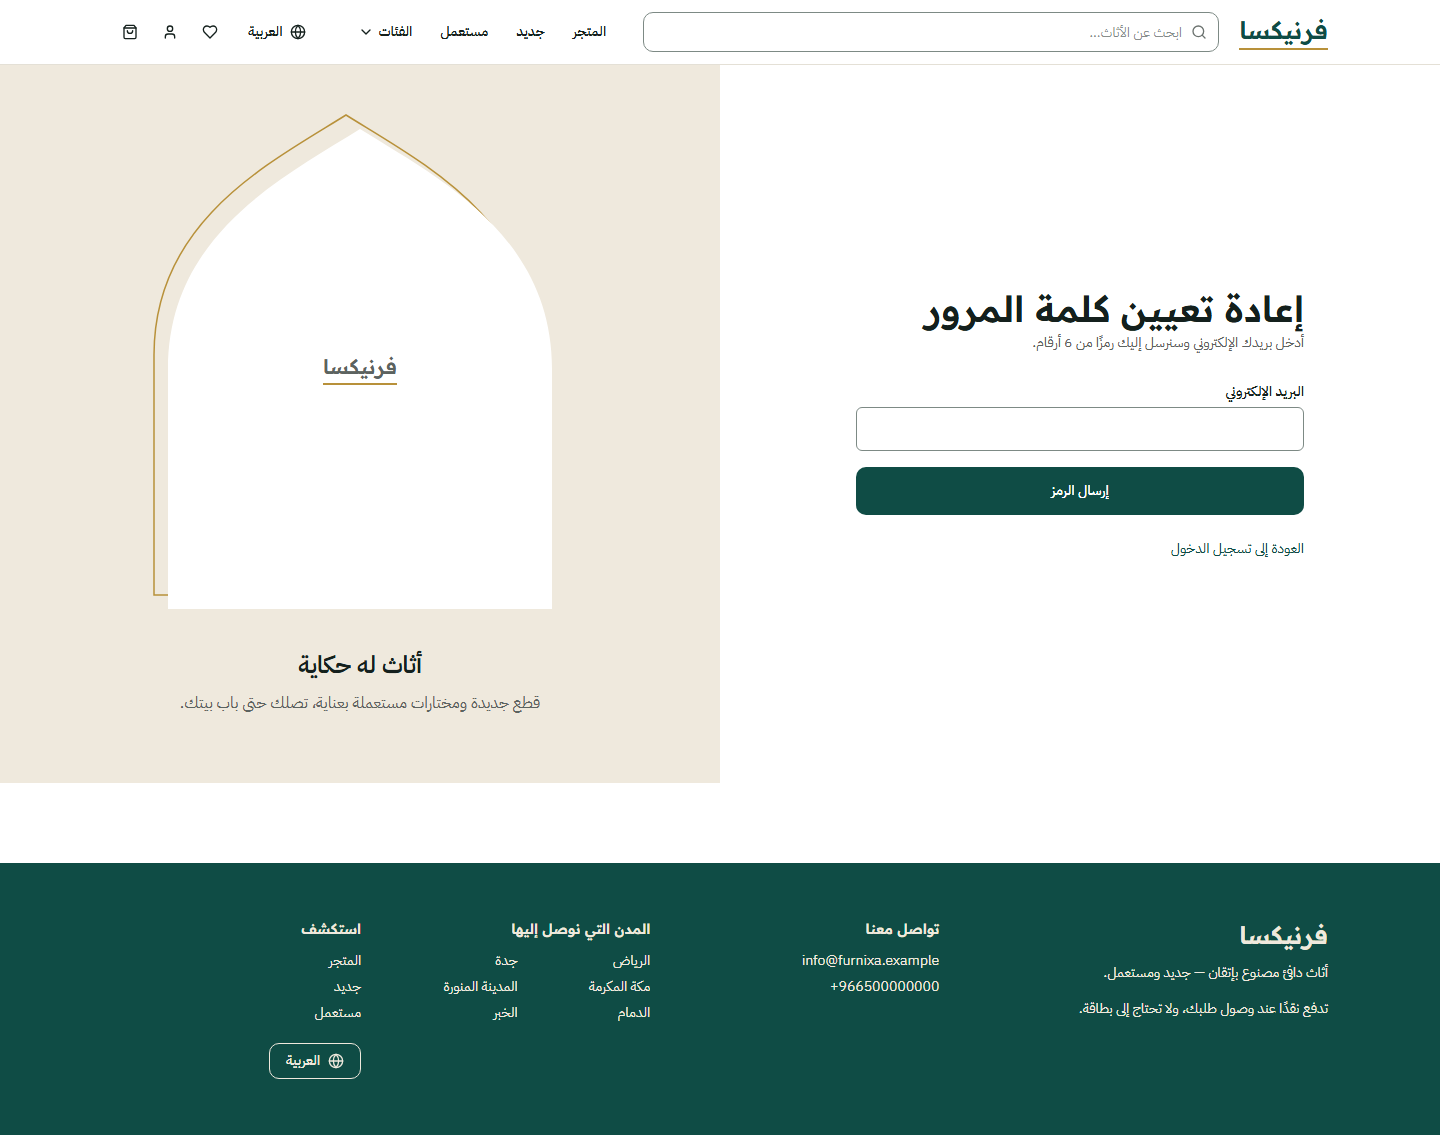 فرنيكسا
ابحث عن الأثاث...
المتجر
جديد
مستعمل
الفئات
العربية
إعادة تعيين كلمة المرور
أدخل بريدك الإلكتروني وسنرسل إليك رمزًا من 6 أرقام.
البريد الإلكتروني
إرسال الرمز
العودة إلى تسجيل الدخول
فرنيكسا
أثاث له حكاية
قطع جديدة ومختارات مستعملة بعناية، تصلك حتى باب بيتك.
فرنيكسا
أثاث دافئ مصنوع بإتقان — جديد ومستعمل.
تدفع نقدًا عند وصول طلبك، ولا تحتاج إلى بطاقة.
تواصل معنا
info@furnixa.example
+966500000000
المدن التي نوصل إليها
الرياض
جدة
مكة المكرمة
المدينة المنورة
الدمام
الخبر
استكشف
المتجر
جديد
مستعمل
العربية